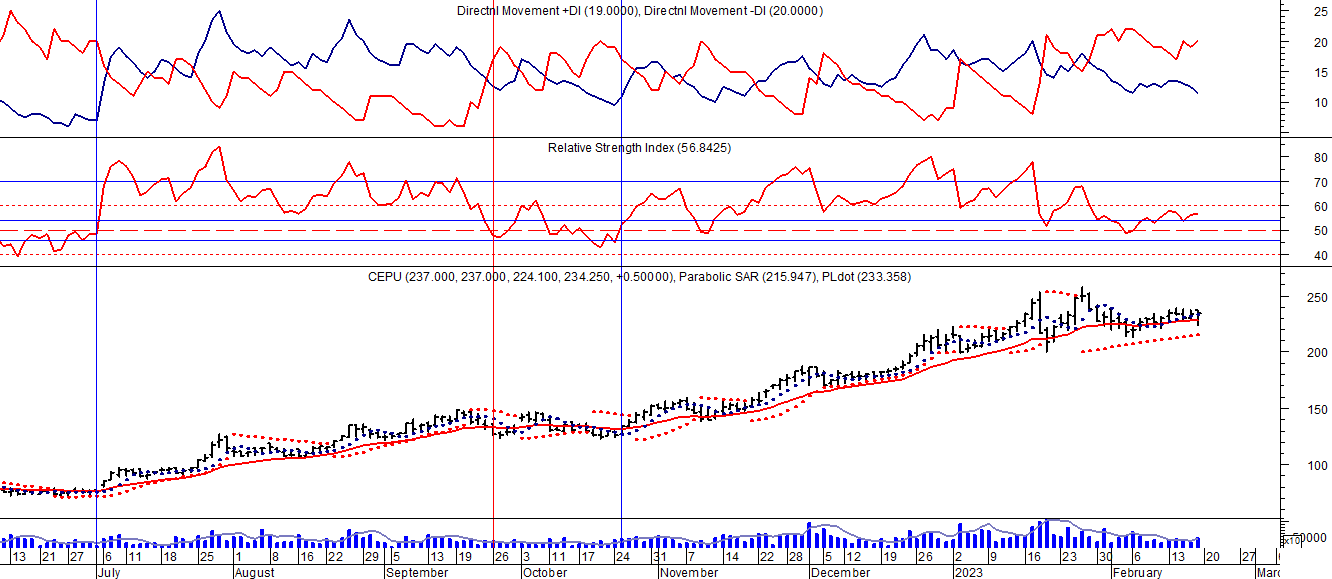 Directnl Movement +DI (19.0000), Directnl Movement -DI (20.0000)
25
20
15
10
Relative Strength Index (56.8425)
80
70
60
50
40
CEPU (237.000, 237.000, 224.100, 234.250, +0.50000), Parabolic SAR (215.947), PLdot (233.358)
250
200
150
100
50000
x10
13 21 27 6 11 18 25 1 8 16 22 29 5 13 19 26 3 11 17 24 31 7 14 22 28 5 12 19 26 2 9 16 23 30 6 13 20 27
July August September October November December 2023 February Marc